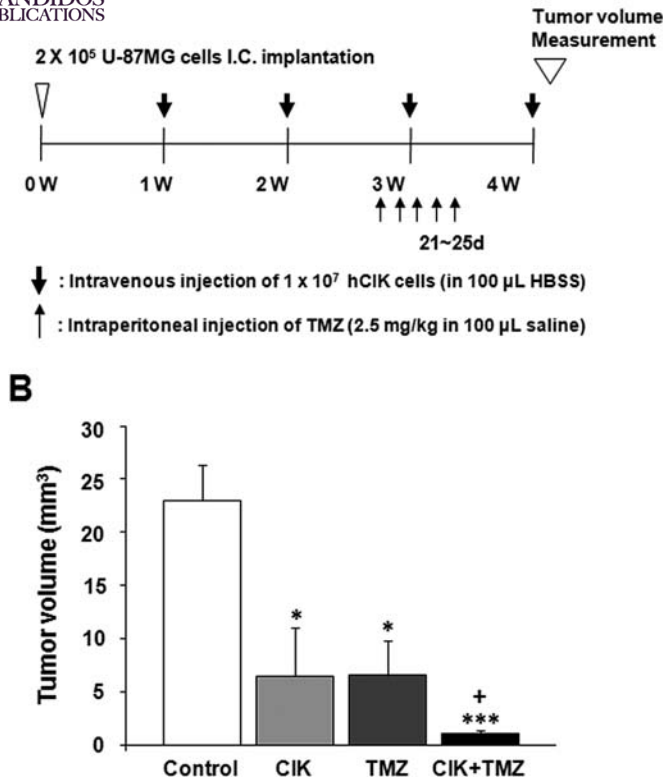 PUBLICATIONS
Tumor volume
Measurement
2 X 10⁵ U-87MG cells I.C. implantation
0 W 1 W 2 W 3 W 4 W
21~25d
: Intravenous injection of 1 x 10⁷ hCIK cells (in 100 µL HBSS)
: Intraperitoneal injection of TMZ (2.5 mg/kg in 100 µL saline)
B
Tumor volume (mm³)
30
25
20
15
10
5
0
*
*
+
***
Control CIK TMZ CIK+TMZ